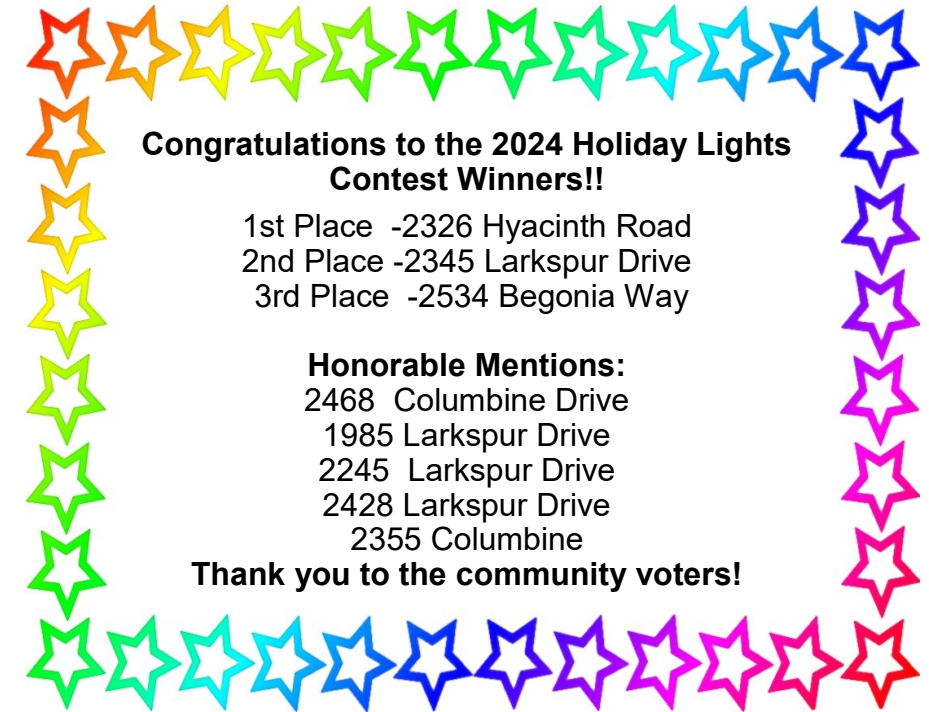 Congratulations to the 2024 Holiday Lights
Contest Winners!!
1st Place  -2326 Hyacinth Road
2nd Place -2345 Larkspur Drive
3rd Place  -2534 Begonia Way
Honorable Mentions:
2468  Columbine Drive
1985 Larkspur Drive
2245  Larkspur Drive
2428 Larkspur Drive
2355 Columbine
Thank you to the community voters!